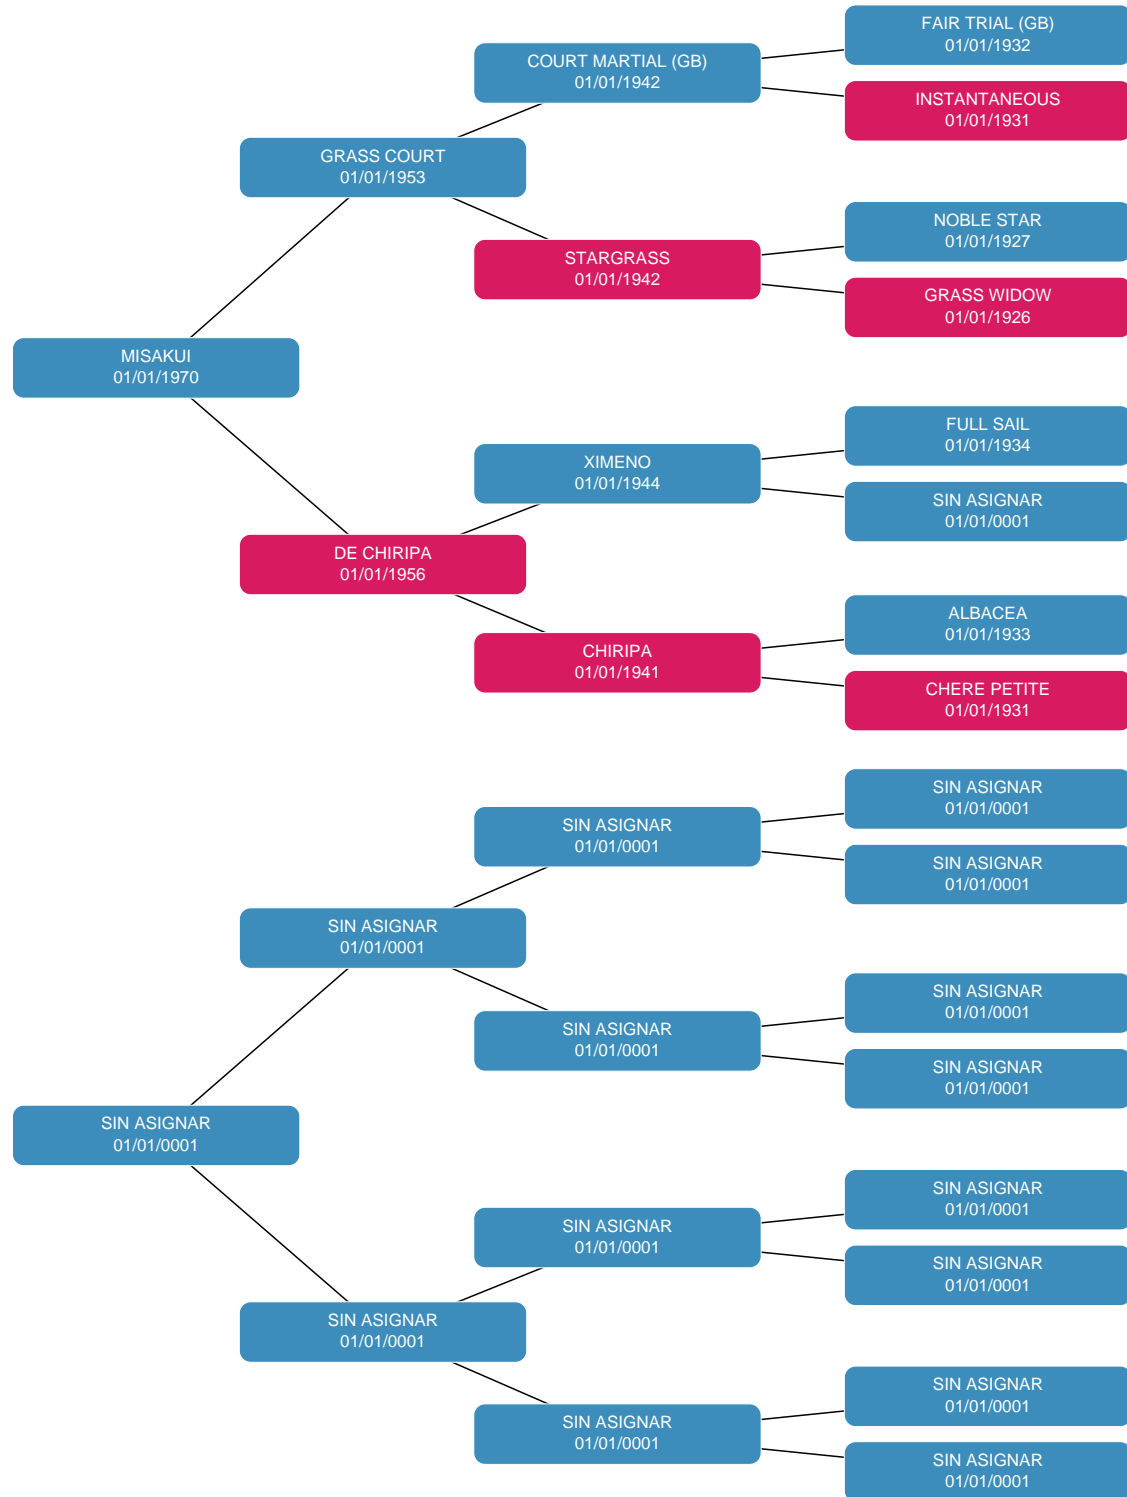 FAIR TRIAL (GB)
01/01/1932
COURT MARTIAL (GB)
01/01/1942
INSTANTANEOUS
01/01/1931
GRASS COURT
01/01/1953
NOBLE STAR
01/01/1927
STARGRASS
01/01/1942
GRASS WIDOW
01/01/1926
MISAKUI
01/01/1970
FULL SAIL
01/01/1934
XIMENO
01/01/1944
SIN ASIGNAR
01/01/0001
DE CHIRIPA
01/01/1956
ALBACEA
01/01/1933
CHIRIPA
01/01/1941
CHERE PETITE
01/01/1931
SIN ASIGNAR
01/01/0001
SIN ASIGNAR
01/01/0001
SIN ASIGNAR
01/01/0001
SIN ASIGNAR
01/01/0001
SIN ASIGNAR
01/01/0001
SIN ASIGNAR
01/01/0001
SIN ASIGNAR
01/01/0001
SIN ASIGNAR
01/01/0001
SIN ASIGNAR
01/01/0001
SIN ASIGNAR
01/01/0001
SIN ASIGNAR
01/01/0001
SIN ASIGNAR
01/01/0001
SIN ASIGNAR
01/01/0001
SIN ASIGNAR
01/01/0001
SIN ASIGNAR
01/01/0001